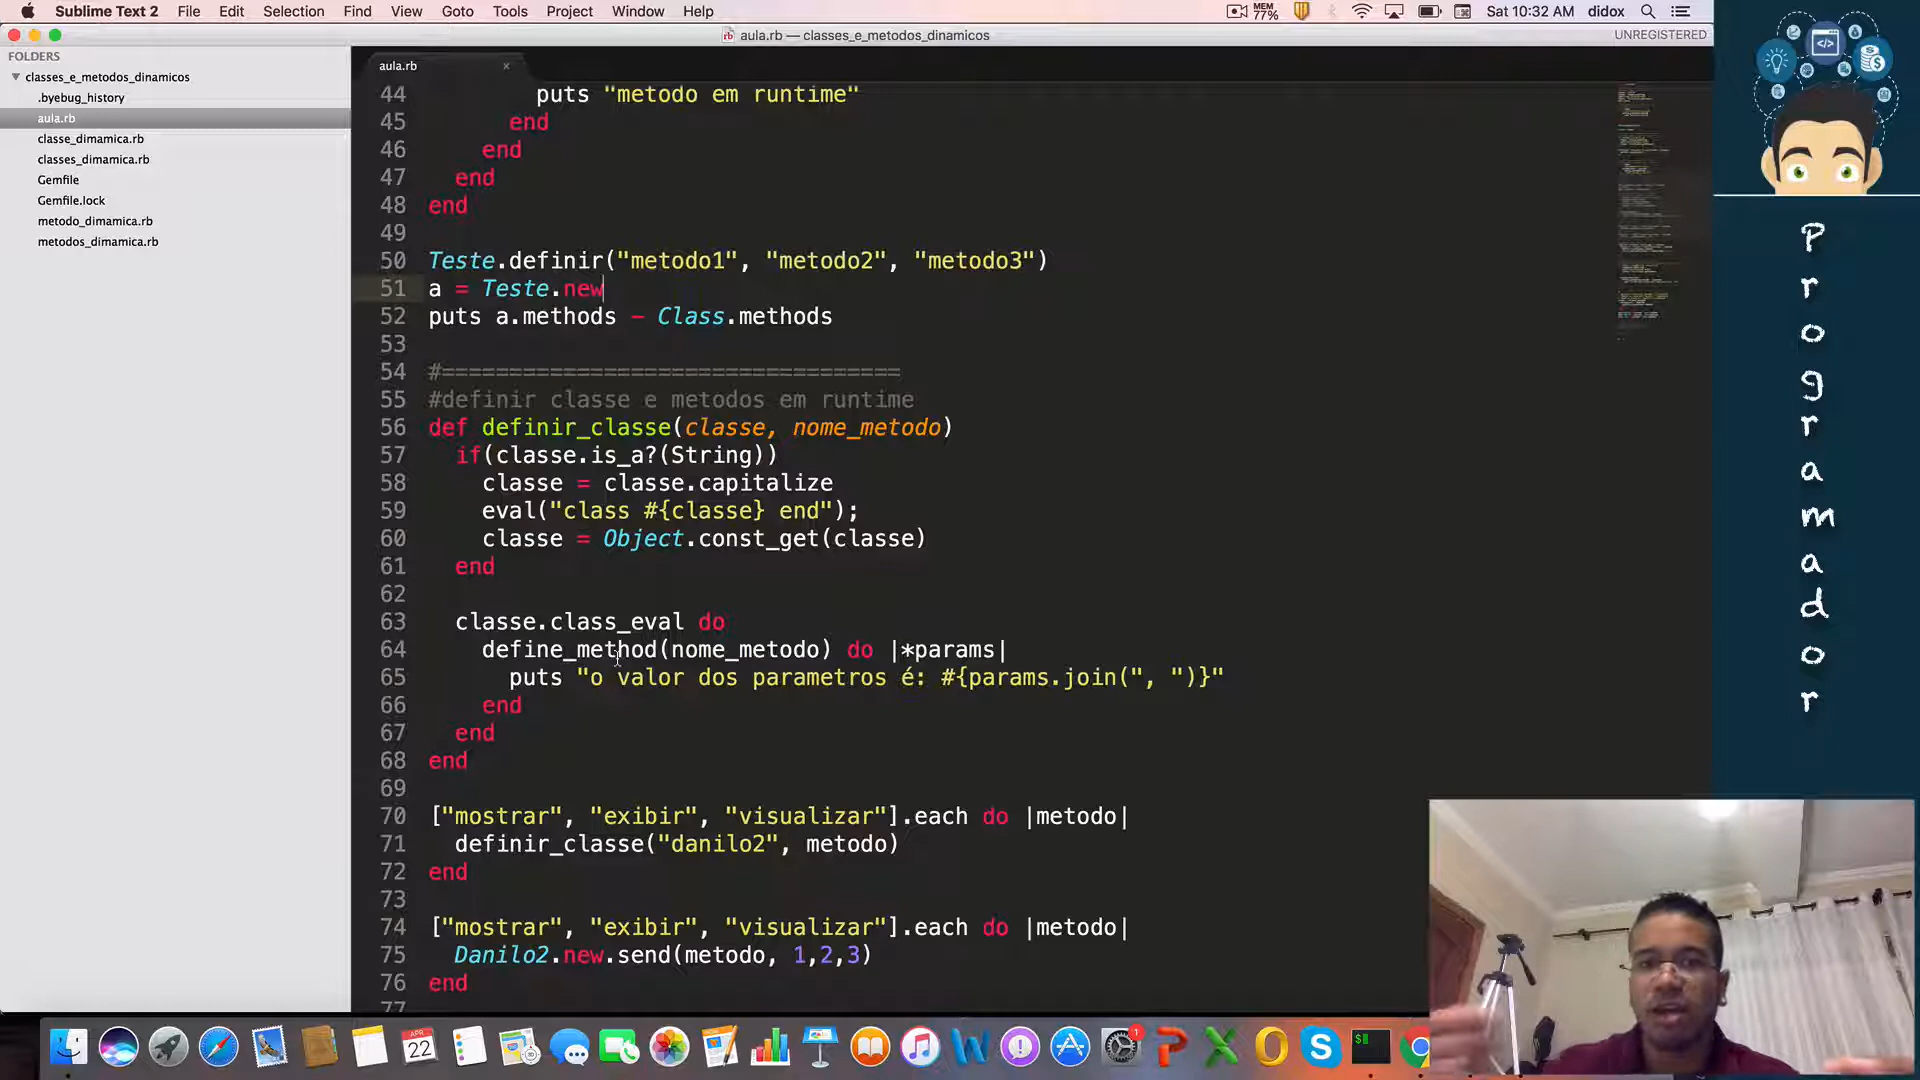 Sublime Text 2 File Edit Selection Find View Goto Tools Project Window Help MEM 77% Sat 10:32 AM didox
aula.rb — classes_e_metodos_dinamicos UNREGISTERED
FOLDERS
classes_e_metodos_dinamicos
.byebug_history
aula.rb
classe_dimamica.rb
classes_dimamica.rb
Gemfile
Gemfile.lock
metodo_dimamica.rb
metodos_dimamica.rb
aula.rb ×
44 puts "metodo em runtime"
45 end
46 end
47 end
48 end
49
50 Teste.definir("metodo1", "metodo2", "metodo3")
51 a = Teste.new
52 puts a.methods - Class.methods
53
54 #==================================
55 #definir classe e metodos em runtime
56 def definir_classe(classe, nome_metodo)
57 if(classe.is_a?(String))
58 classe = classe.capitalize
59 eval("class #{classe} end");
60 classe = Object.const_get(classe)
61 end
62
63 classe.class_eval do
64 define_method(nome_metodo) do |*params|
65 puts "o valor dos parametros é: #{params.join(", ")}"
66 end
67 end
68 end
69
70 ["mostrar", "exibir", "visualizar"].each do |metodo|
71 definir_classe("danilo2", metodo)
72 end
73
74 ["mostrar", "exibir", "visualizar"].each do |metodo|
75 Danilo2.new.send(metodo, 1,2,3)
76 end
77
Programador
APR
22
1